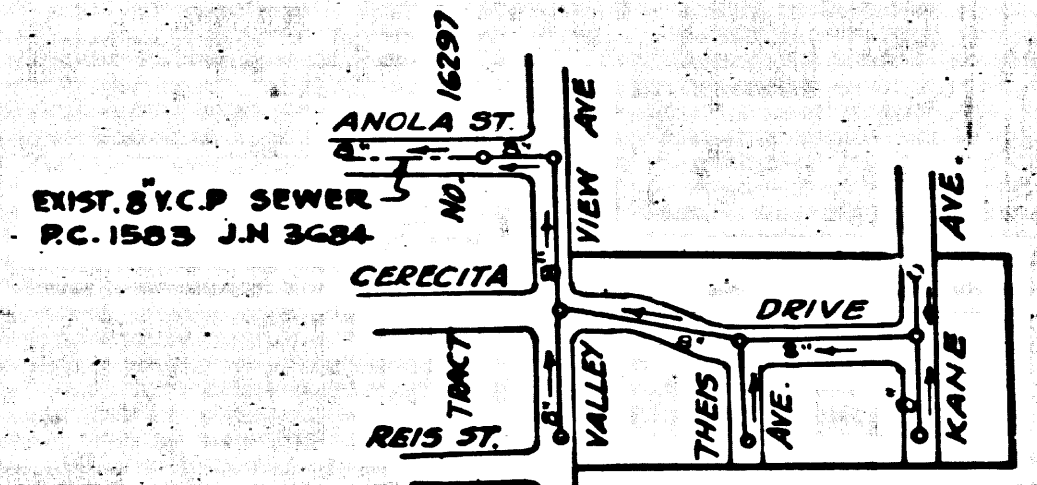 16297
ANOLA ST.
8"
8"
VIEW AVE
EXIST. 8" V.C.P SEWER
P.C. 1583 J.N 3684
NO.
AVE.
8"
CERECITA
DRIVE
8"
8"
TRACT
VALLEY
THEIS
AVE.
KANE
8"
REIS ST.